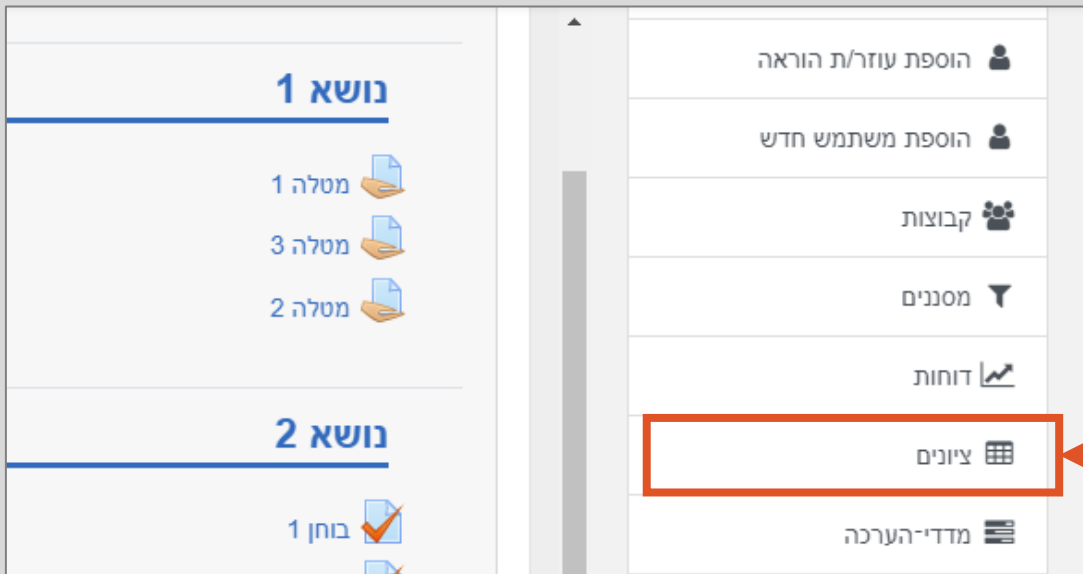 הוספת עוזר/ת הוראה
הוספת משתמש חדש
קבוצות
מסננים
דוחות
ציונים
מדדי-הערכה
נושא 1
מטלה 1
מטלה 3
מטלה 2
נושא 2
בוחן 1